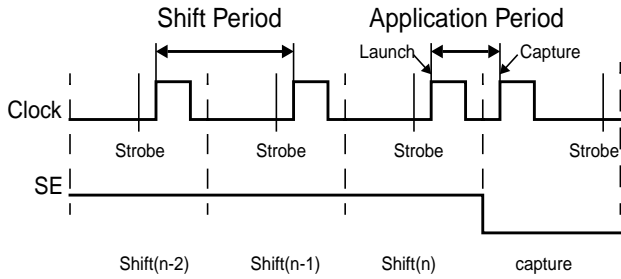 Shift Period
Application Period
Launch
Capture
Clock
Strobe
Strobe
Strobe
Strobe
SE
Shift(n-2)
Shift(n-1)
Shift(n)
capture